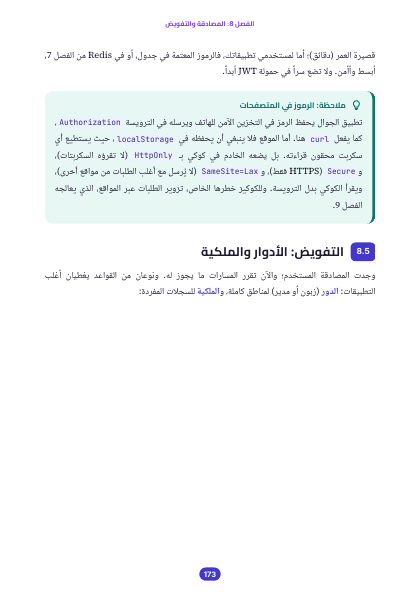 الفصل 8: المصادقة والتفويض
قصيرة العمر (دقائق)؛ أما لمستخدمي تطبيقاتك، فالرموز المعتمة في جدول، أو في Redis من الفصل 7،
أبسط وآمن. ولا تضع سراً في حمولة JWT أبداً.
ملاحظة: الرموز في المتصفحات
تطبيق الجوال يحفظ الرمز في التخزين الآمن للهاتف ويرسله في الترويسة Authorization ،
كما يفعل curl هنا. أما الموقع فلا ينبغي أن يحفظه في localStorage ، حيث يستطيع أي
سكربت محقون قراءته، بل يضعه الخادم في كوكي بـ HttpOnly (لا تقرؤه السكربتات)،
و Secure (HTTPS فقط)، و SameSite=Lax (لا يُرسل مع أغلب الطلبات من مواقع أخرى)،
ويقرأ الكوكي بدل الترويسة. وللكوكيز خطرها الخاص، تزوير الطلبات عبر المواقع، الذي يعالجه
الفصل 9.
8.5 التفويض: الأدوار والملكية
وجدت المصادقة المستخدم؛ والآن تقرر المسارات ما يجوز له. ونوعان من القواعد يغطيان أغلب
التطبيقات: الدور (زبون أو مدير) لمناطق كاملة، والملكية للسجلات المفردة:
173